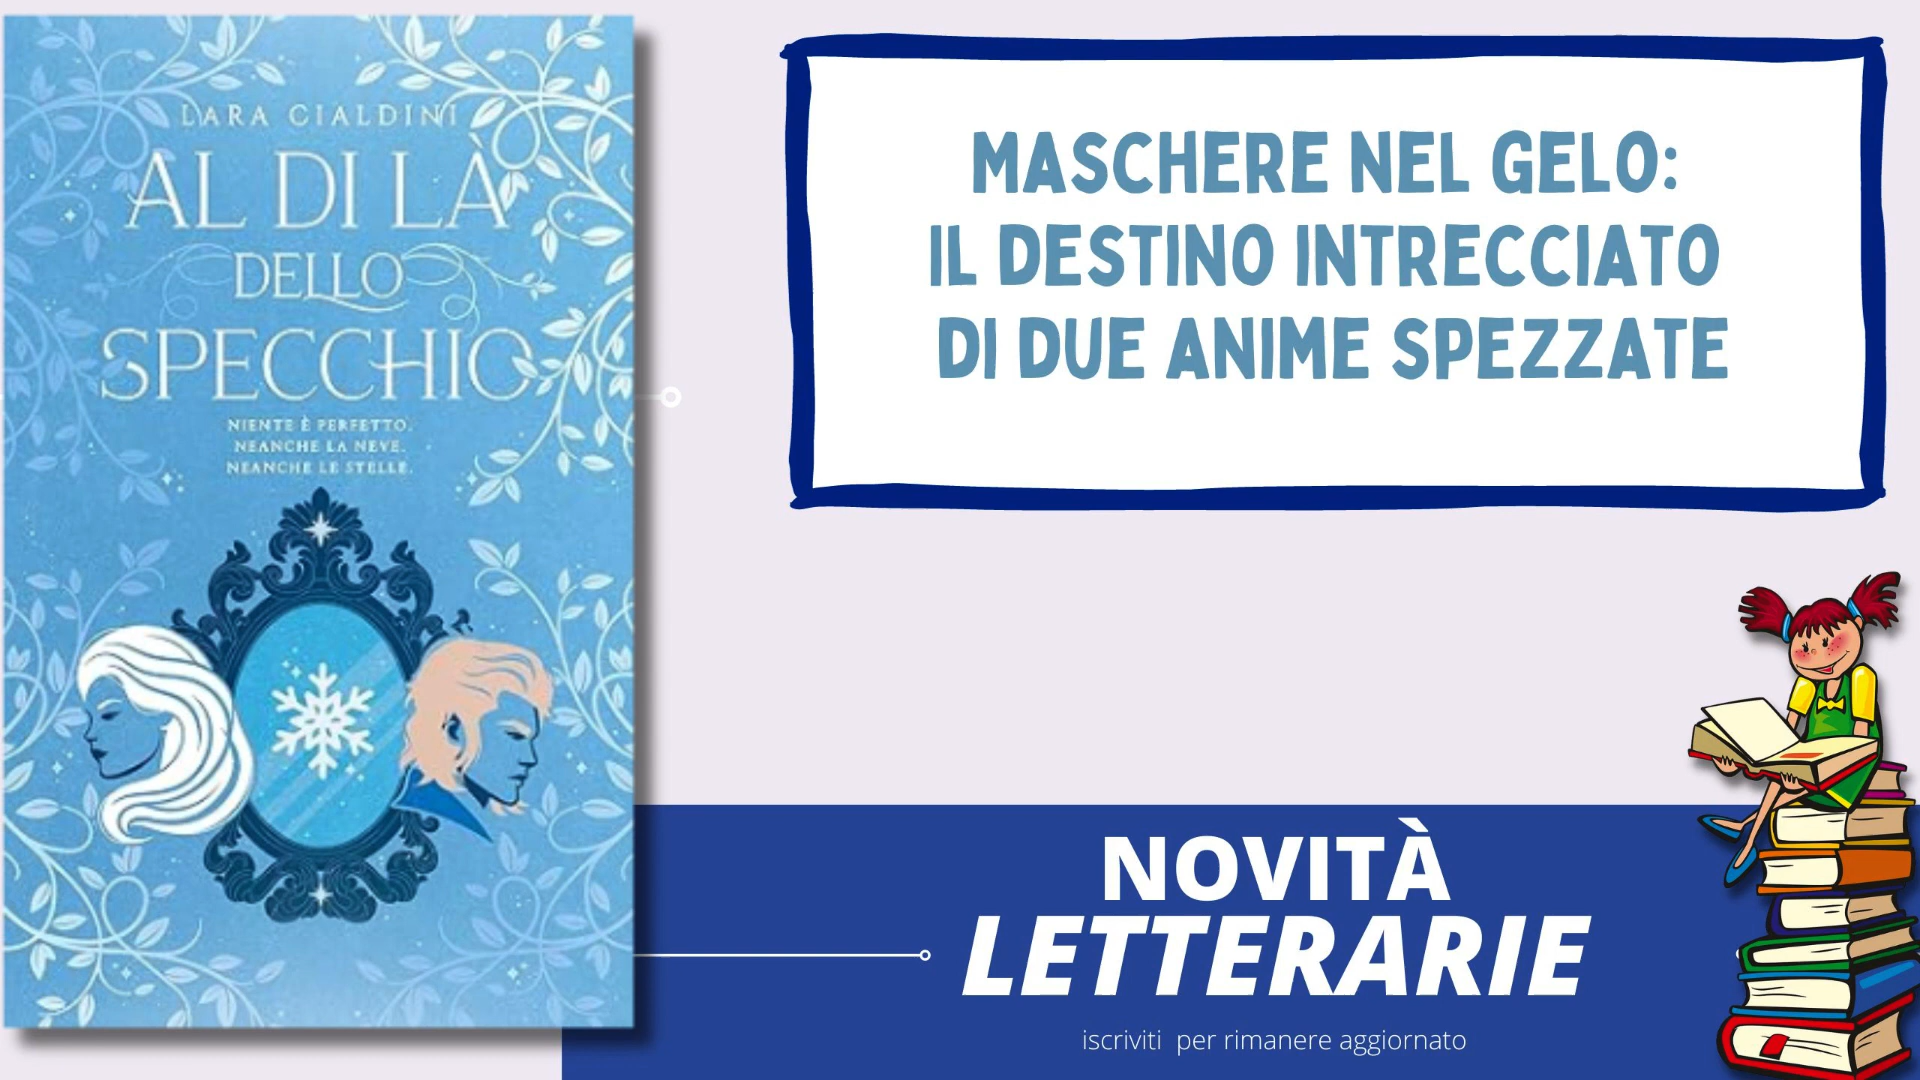 LARA CIALDINI
AL DI LÀ
DELLO
SPECCHIO
NIENTE È PERFETTO.
NEANCHE LA NEVE.
NEANCHE LE STELLE.
MASCHERE NEL GELO:
IL DESTINO INTRECCIATO
DI DUE ANIME SPEZZATE
NOVITÀ
LETTERARIE
iscriviti per rimanere aggiornato